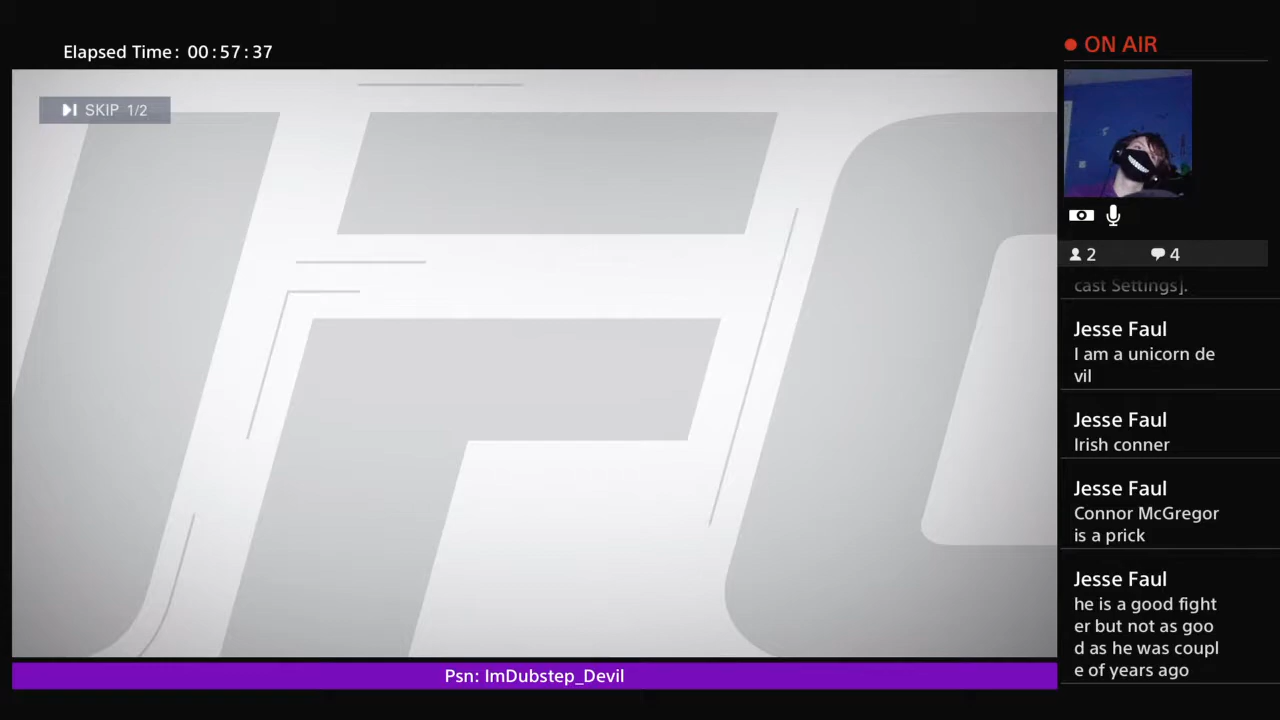 Elapsed Time: 00:57:37
ON AIR
SKIP 1/2
UFC
2
4
cast Settings].
Jesse Faul
I am a unicorn de
vil
Jesse Faul
Irish conner
Jesse Faul
Connor McGregor
is a prick
Jesse Faul
he is a good fight
er but not as goo
d as he was coupl
e of years ago
Psn: ImDubstep_Devil